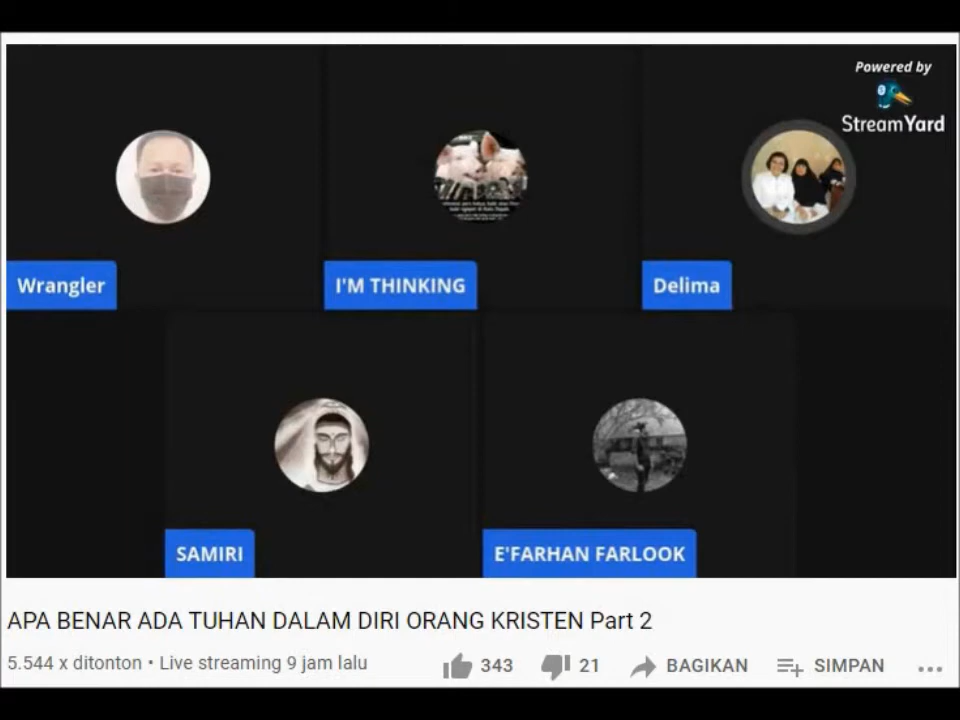 Powered by
StreamYard
Wrangler
I'M THINKING
Delima
SAMIRI
E'FARHAN FARLOOK
APA BENAR ADA TUHAN DALAM DIRI ORANG KRISTEN Part 2
5.544 x ditonton • Live streaming 9 jam lalu
343
21
BAGIKAN
SIMPAN